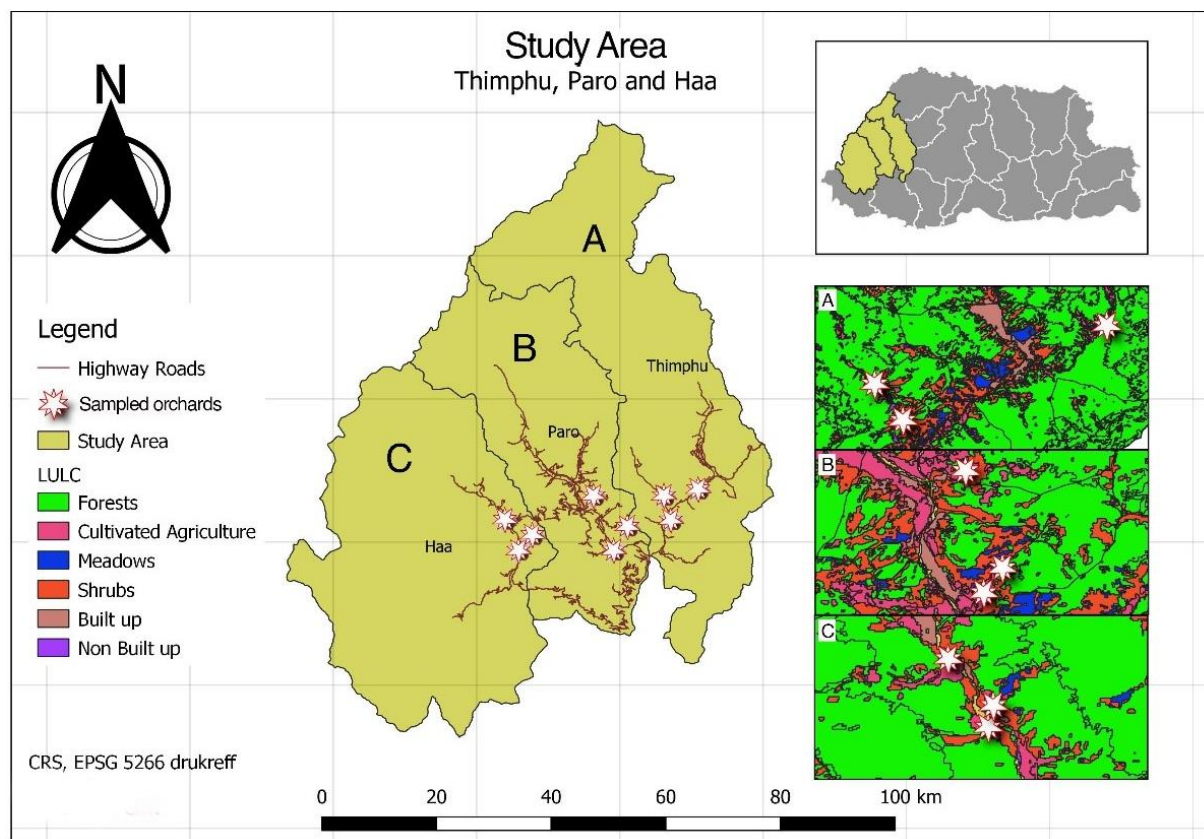 Study Area
Thimphu, Paro and Haa
N
A
B
C
Thimphu
Paro
Haa
Legend
Highway Roads
Sampled orchards
Study Area
LULC
Forests
Cultivated Agriculture
Meadows
Shrubs
Built up
Non Built up
CRS, EPSG 5266 drukreff
A
B
C
0 20 40 60 80 100 km